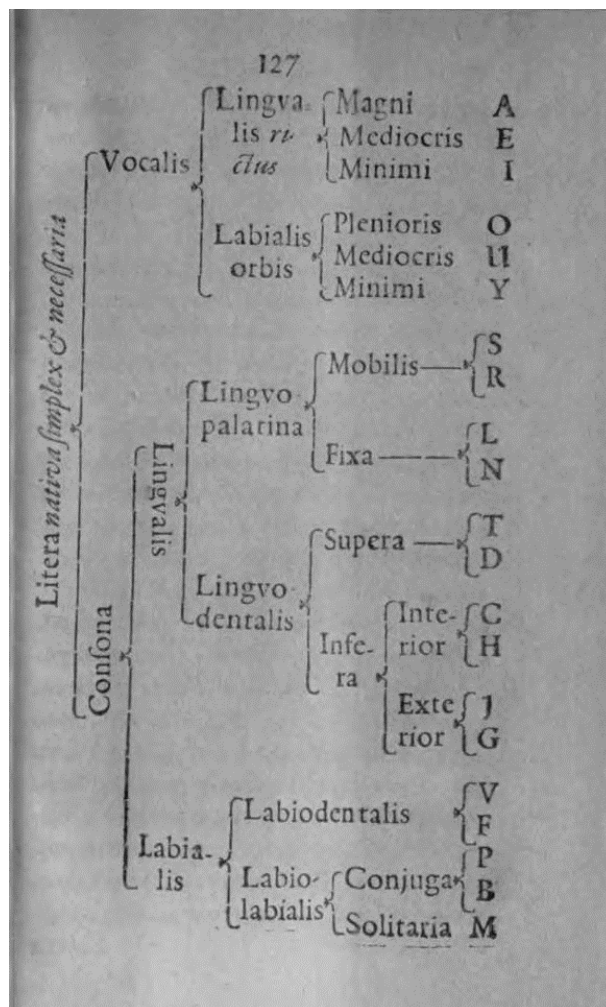 127
Literа nativa ſimplex & neceſſaria
Vocalis
Lingva-
lis ri-
ctus
Magni A
Mediocris E
Minimi I
Labialis
orbis
Plenioris O
Mediocris U
Minimi Y
Conſona
Lingvalis
Lingvo-
palatina
Mobilis
S
R
Fixa
L
N
Lingvo-
dentalis
Supera
T
D
Infe-
ra
Inte-
rior
C
H
Exte
rior
J
G
Labia-
lis
Labiodentalis
V
F
Labio-
labialis
Conjuga
P
B
Solitaria M